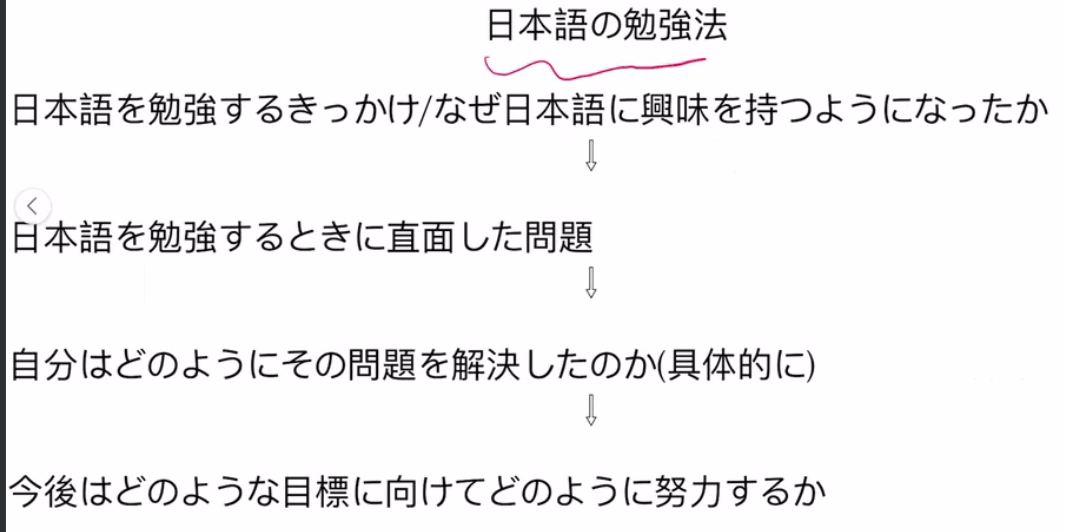 日本語の勉強法
日本語を勉強するきっかけ/なぜ日本語に興味を持つようになったか
⇩
日本語を勉強するときに直面した問題
⇩
自分はどのようにその問題を解決したのか(具体的に)
⇩
今後はどのような目標に向けてどのように努力するか